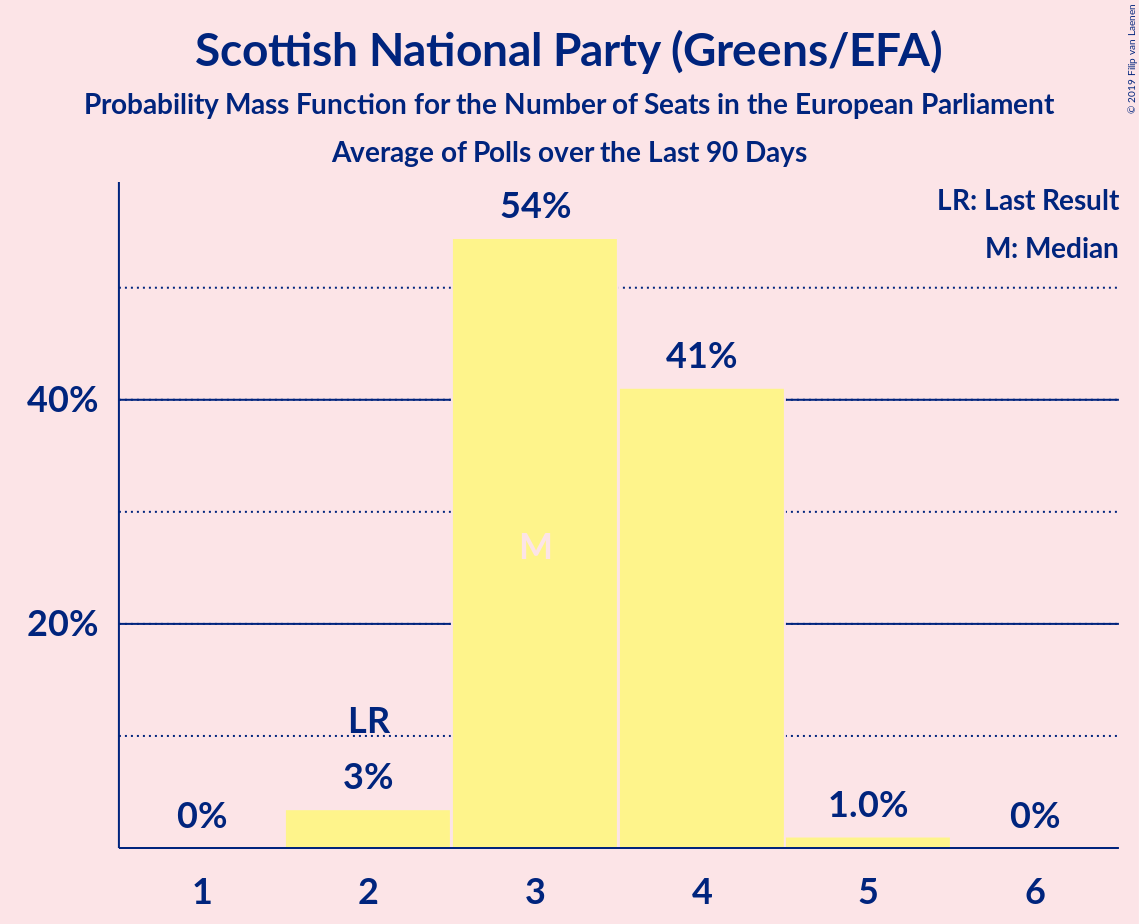 Scottish National Party (Greens/EFA)
Probability Mass Function for the Number of Seats in the European Parliament
Average of Polls over the Last 90 Days
© 2019 Filip van Laenen
LR: Last Result
M: Median
54%
41%
40%
M
20%
LR
3%
0%
1.0%
0%
1 2 3 4 5 6